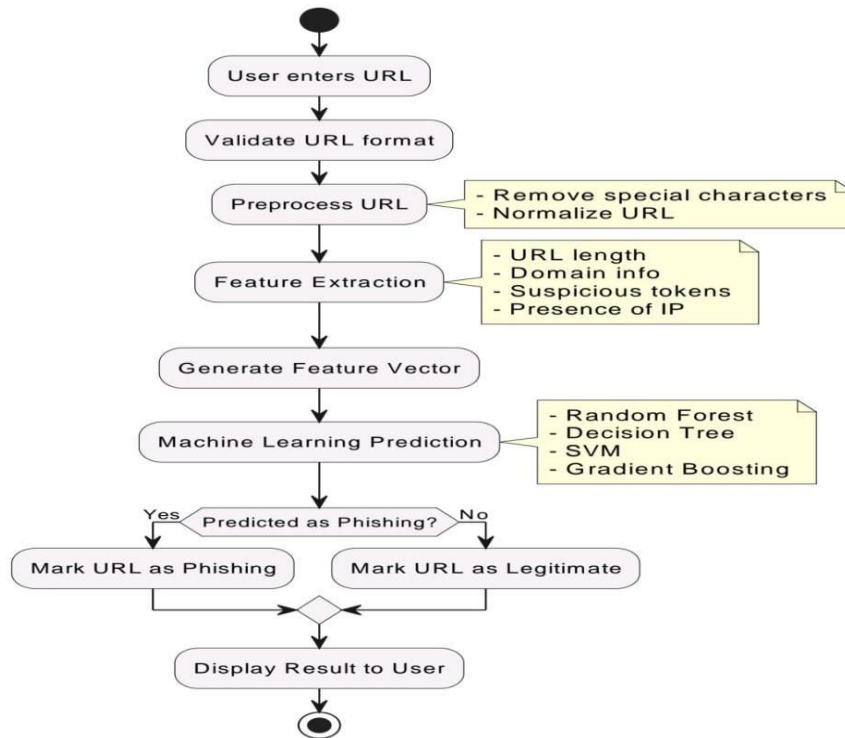 User enters URL
Validate URL format
Preprocess URL
- Remove special characters
- Normalize URL
Feature Extraction
- URL length
- Domain info
- Suspicious tokens
- Presence of IP
Generate Feature Vector
Machine Learning Prediction
- Random Forest
- Decision Tree
- SVM
- Gradient Boosting
Yes
Predicted as Phishing?
No
Mark URL as Phishing
Mark URL as Legitimate
Display Result to User